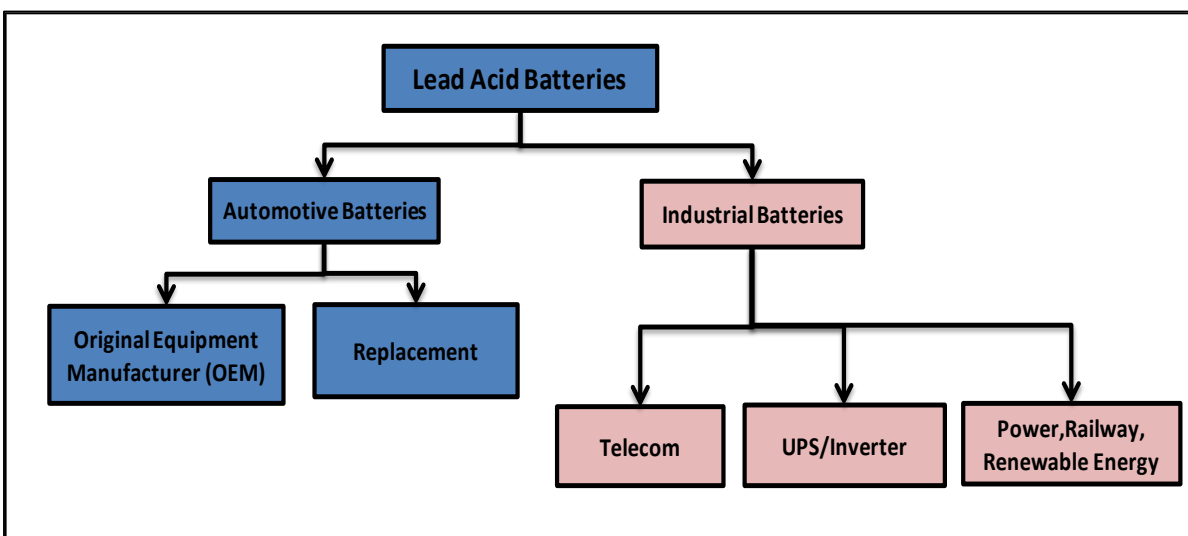 Lead Acid Batteries
Automotive Batteries
Industrial Batteries
Original Equipment
Manufacturer (OEM)
Replacement
Telecom
UPS/Inverter
Power,Railway,
Renewable Energy